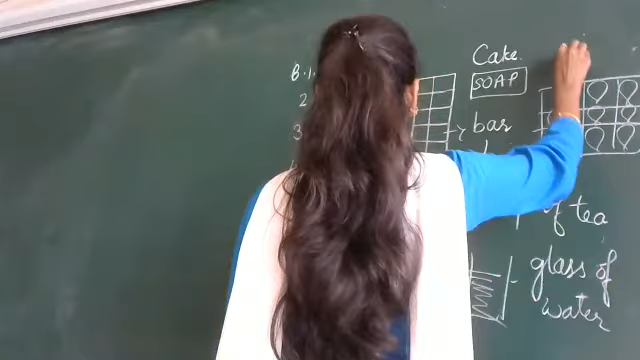 B.1.
2
3
Cake.
SOAP
bar
of tea
glass of
water